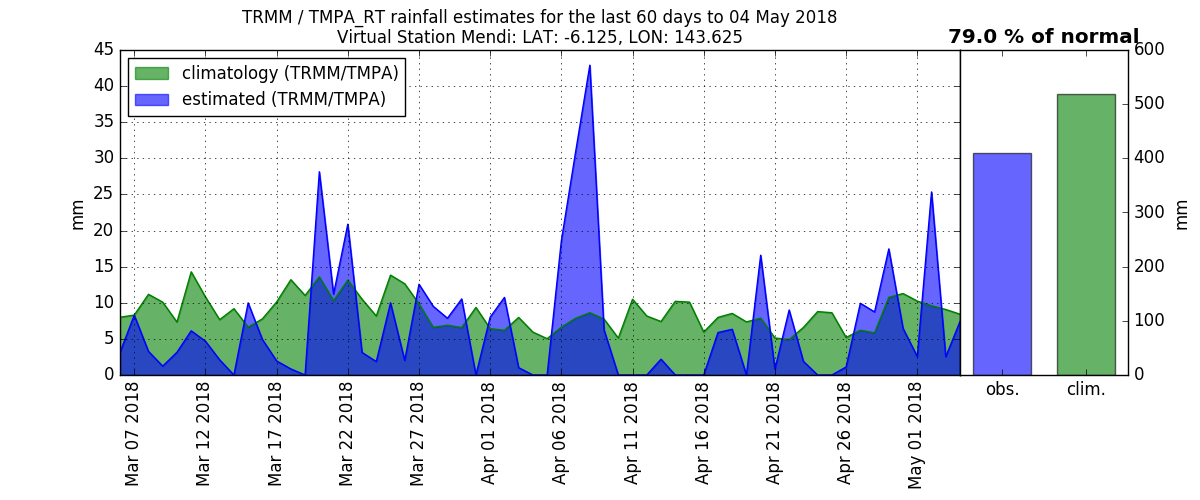 TRMM / TMPA_RT rainfall estimates for the last 60 days to 04 May 2018
Virtual Station Mendi: LAT: -6.125, LON: 143.625
79.0 % of normal
climatology (TRMM/TMPA)
estimated (TRMM/TMPA)
mm
45
40
35
30
25
20
15
10
5
0
Mar 07 2018
Mar 12 2018
Mar 17 2018
Mar 22 2018
Mar 27 2018
Apr 01 2018
Apr 06 2018
Apr 11 2018
Apr 16 2018
Apr 21 2018
Apr 26 2018
May 01 2018
obs.
clim.
600
500
400
300
200
100
0
mm